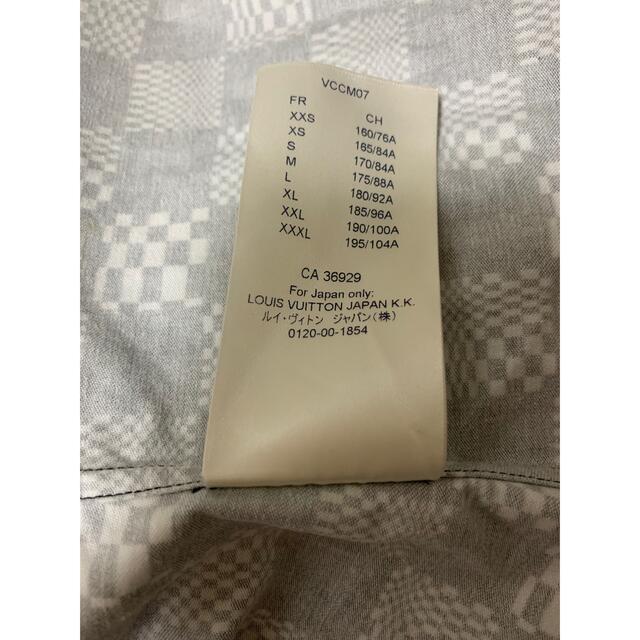 VCCM07
FR CH
XXS 160/76A
XS 165/84A
S 170/84A
M 175/88A
L 180/92A
XL 185/96A
XXL 190/100A
XXXL 195/104A
CA 36929
For Japan only:
LOUIS VUITTON JAPAN K.K.
ルイ・ヴィトン ジャパン(株)
0120-00-1854